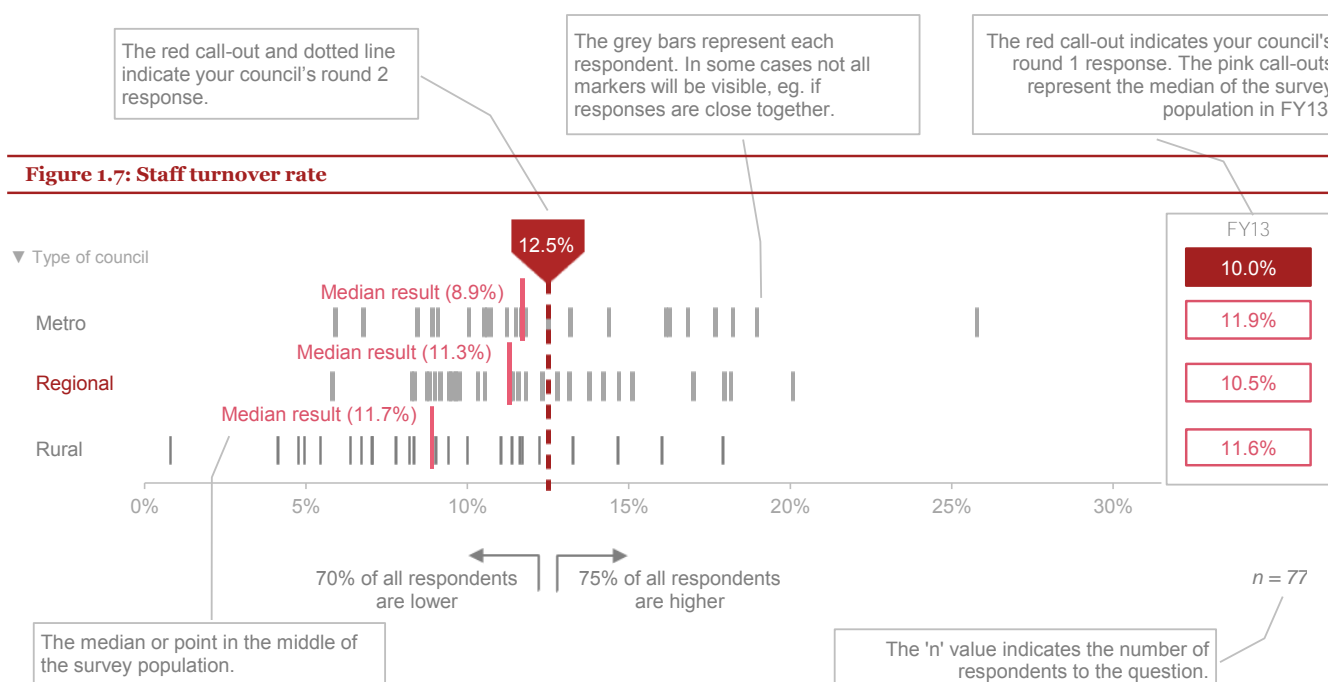 The red call-out and dotted line
indicate your council's round 2
response.
The grey bars represent each
respondent. In some cases not all
markers will be visible, eg. if
responses are close together.
The red call-out indicates your council's
round 1 response. The pink call-outs
represent the median of the survey
population in FY13
Figure 1.7: Staff turnover rate
▼ Type of council
12.5%
FY13
10.0%
Median result (8.9%)
Metro
11.9%
Median result (11.3%)
Regional
10.5%
Median result (11.7%)
Rural
11.6%
0% 5% 10% 15% 20% 25% 30%
70% of all respondents
are lower
75% of all respondents
are higher
n = 77
The median or point in the middle of
the survey population.
The 'n' value indicates the number of
respondents to the question.